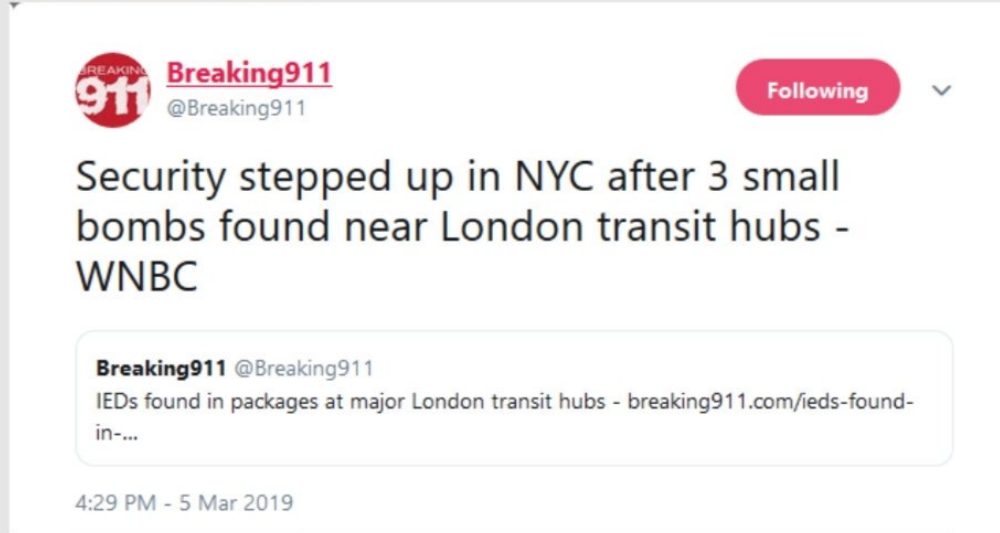 BREAKING
911
Breaking911
@Breaking911
Following
Security stepped up in NYC after 3 small
bombs found near London transit hubs -
WNBC
Breaking911 @Breaking911
IEDs found in packages at major London transit hubs - breaking911.com/ieds-found-
in-...
4:29 PM - 5 Mar 2019